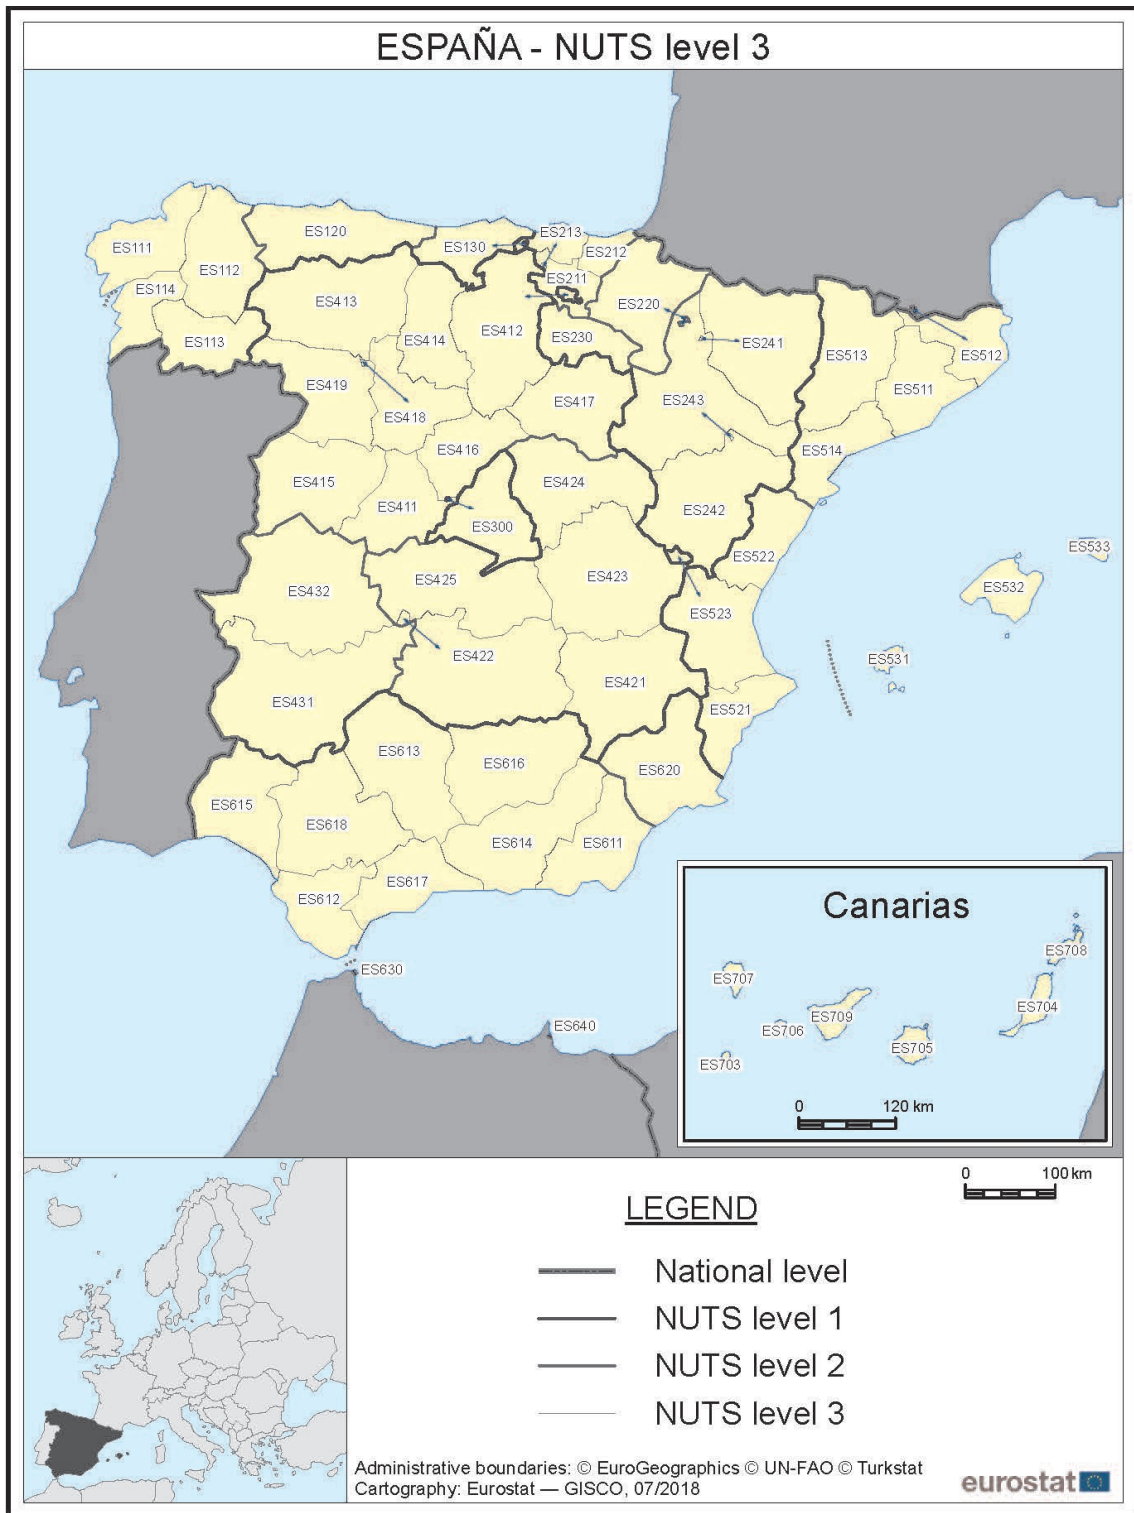 ESPAÑA - NUTS level 3
ES213
ES120
ES130
ES111
ES212
ES112
ES211
ES114
ES413
ES220
ES412
ES230
ES414
ES113
ES241
ES513
ES512
ES419
ES511
ES243
ES417
ES418
ES416
ES514
ES415
ES424
ES411
ES242
ES300
ES533
ES522
ES425
ES423
ES432
ES532
ES523
ES422
ES531
ES421
ES431
ES521
ES613
ES616
ES620
ES615
ES618
ES614
ES611
ES617
ES612
ES630
ES640
Canarias
ES708
ES707
ES704
ES709
ES706
ES705
ES703
0 120 km
0 100 km
LEGEND
National level
NUTS level 1
NUTS level 2
NUTS level 3
Administrative boundaries: © EuroGeographics © UN-FAO © Turkstat
Cartography: Eurostat — GISCO, 07/2018
eurostat